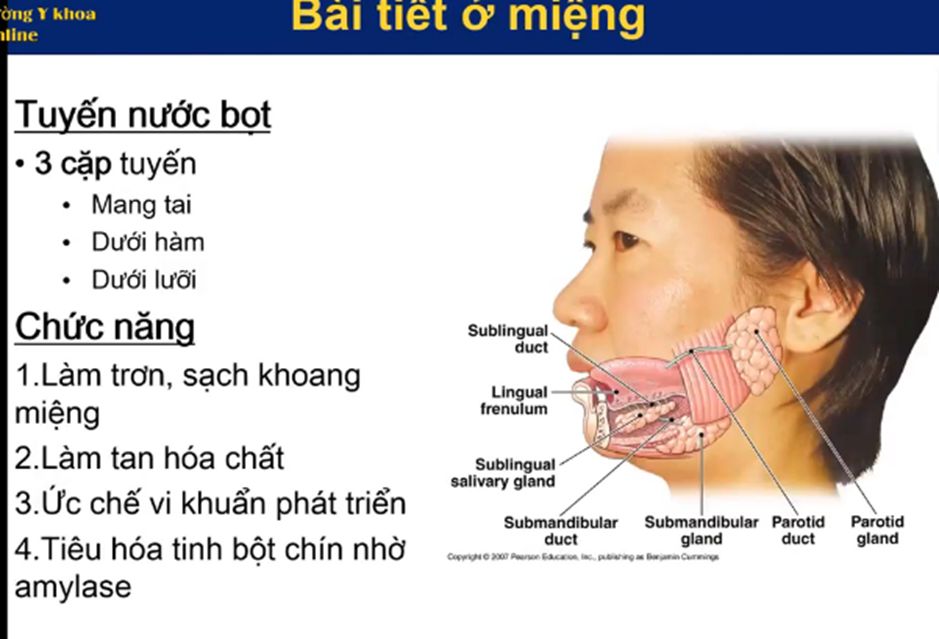 Y khoa
Bài tiết ở miệng
Tuyến nước bọt
• 3 cặp tuyến
• Mang tai
• Dưới hàm
• Dưới lưỡi
Chức năng
1.Làm trơn, sạch khoang
miệng
2.Làm tan hóa chất
3.Ức chế vi khuẩn phát triển
4.Tiêu hóa tinh bột chín nhờ
amylase
Sublingual
duct
Lingual
frenulum
Sublingual
salivary gland
Submandibular
duct
Submandibular
gland
Parotid
duct
Parotid
gland
Copyright © 2007 Pearson Education, Inc., publishing as Benjamin Cummings